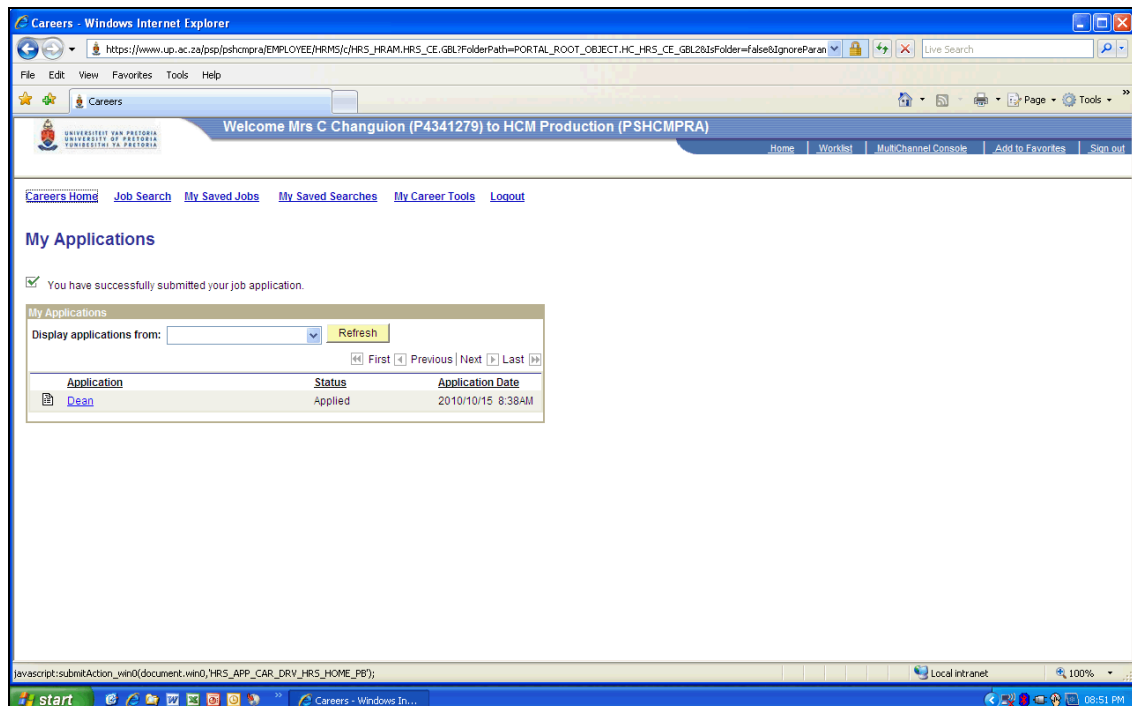 Careers - Windows Internet Explorer
https://www.up.ac.za/psp/pshcmpra/EMPLOYEE/HRMS/c/HRS_HRAM.HRS_CE.GBL?FolderPath=PORTAL_ROOT_OBJECT.HC_HRS_CE_GBL2&IsFolder=false&IgnoreParan
Live Search
File Edit View Favorites Tools Help
Careers
Page Tools
UNIVERSITEIT VAN PRETORIA
UNIVERSITY OF PRETORIA
YUNIBESITHI YA PRETORIA
Welcome Mrs C Changuion (P4341279) to HCM Production (PSHCMPRA)
Home Worklist MultiChannel Console Add to Favorites Sign out
Careers Home Job Search My Saved Jobs My Saved Searches My Career Tools Logout
My Applications
You have successfully submitted your job application.
My Applications
Display applications from: Refresh
First Previous | Next Last
Application Status Application Date
Dean Applied 2010/10/15 8:38AM
javascript:submitAction_win0(document.win0,'HRS_APP_CAR_DRV_HRS_HOME_PB');
Local intranet 100%
start Careers - Windows In... 08:51 PM